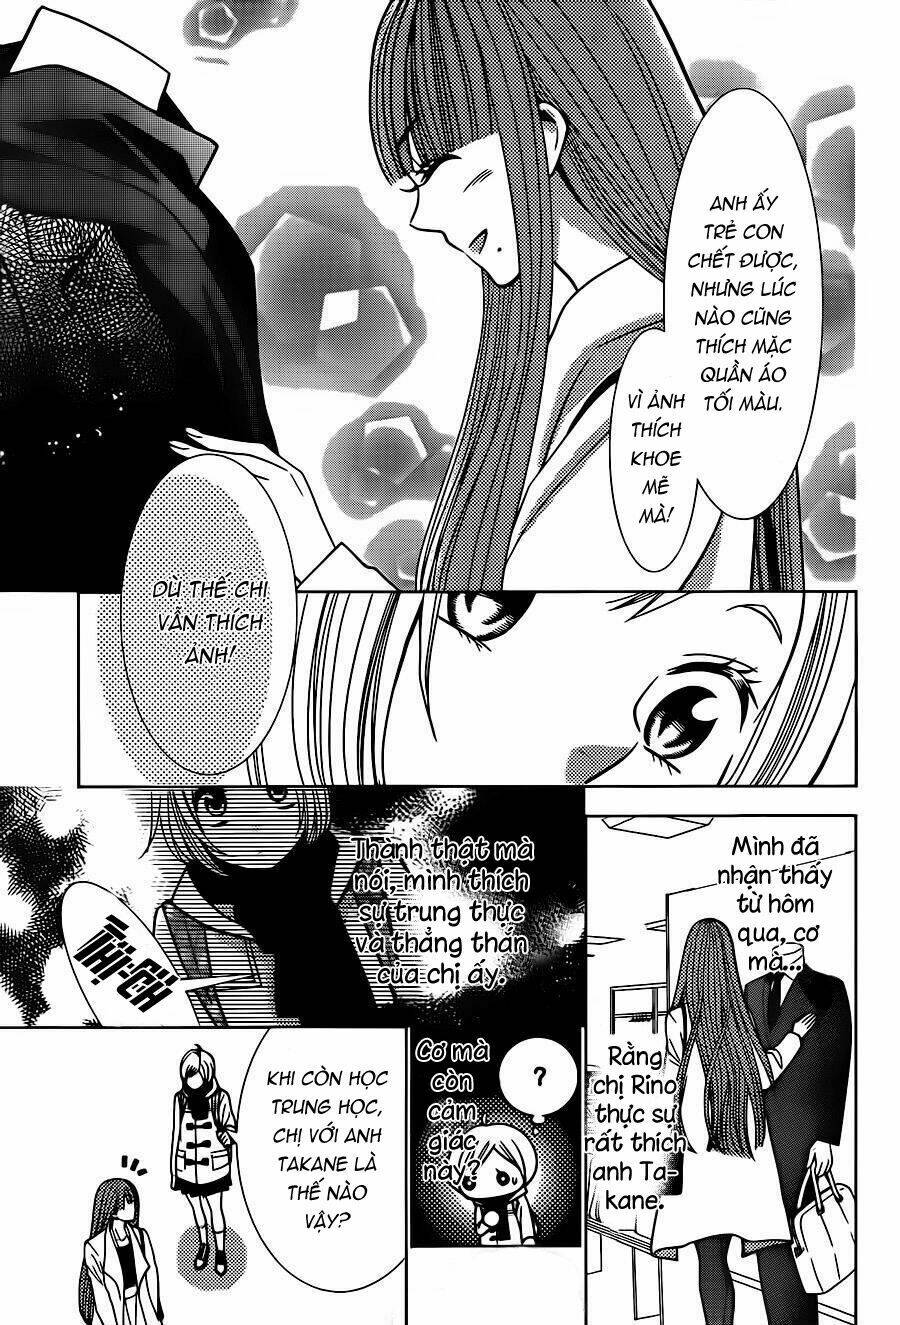 ANH ẤY
TRẺ CON
CHẾT ĐƯỢC,
NHƯNG LÚC
NÀO CŨNG
THÍCH MẶC
QUẦN ÁO
TỐI MÀU.
VÌ ẢNH
THÍCH
KHOE
MẼ
MÀ!
DÙ THẾ CHỊ
VẪN THÍCH
ANH!
Mình đã
nhận thấy
từ hôm
qua, cơ
mà...
Rằng
chị Rino
thực sự
rất thích
anh Ta-
kane.
Thành thật mà
nói, mình thích
sự trung thực
và thẳng thắn
của chị ấy.
Cơ mà
còn
cảm
giác
này?
?
KHI CÒN HỌC
TRUNG HỌC,
CHỊ VỚI ANH
TAKANE LÀ
THẾ NÀO
VẬY?